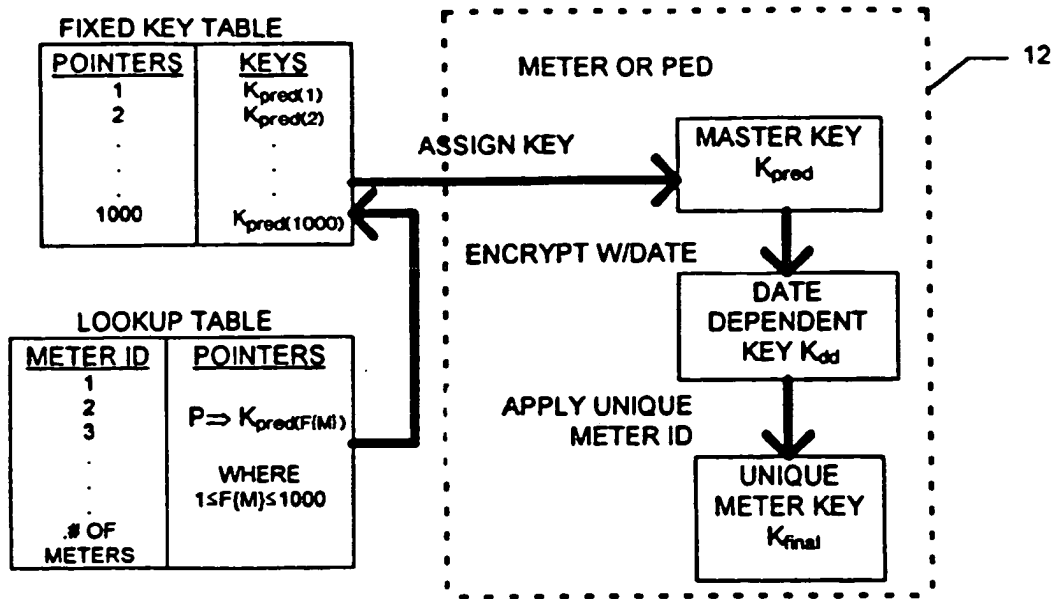 FIXED KEY TABLE
POINTERS KEYS
1 Kpred(1)
2 Kpred(2)
. .
. .
. .
1000 Kpred(1000)
LOOKUP TABLE
METER ID POINTERS
1
2
3
P⇒ Kpred(F{M})
.
.
.
WHERE
1≤F{M}≤1000
.# OF
METERS
ASSIGN KEY
METER OR PED
12
MASTER KEY
Kpred
ENCRYPT W/DATE
DATE
DEPENDENT
KEY Kdd
APPLY UNIQUE
METER ID
UNIQUE
METER KEY
Kfinal